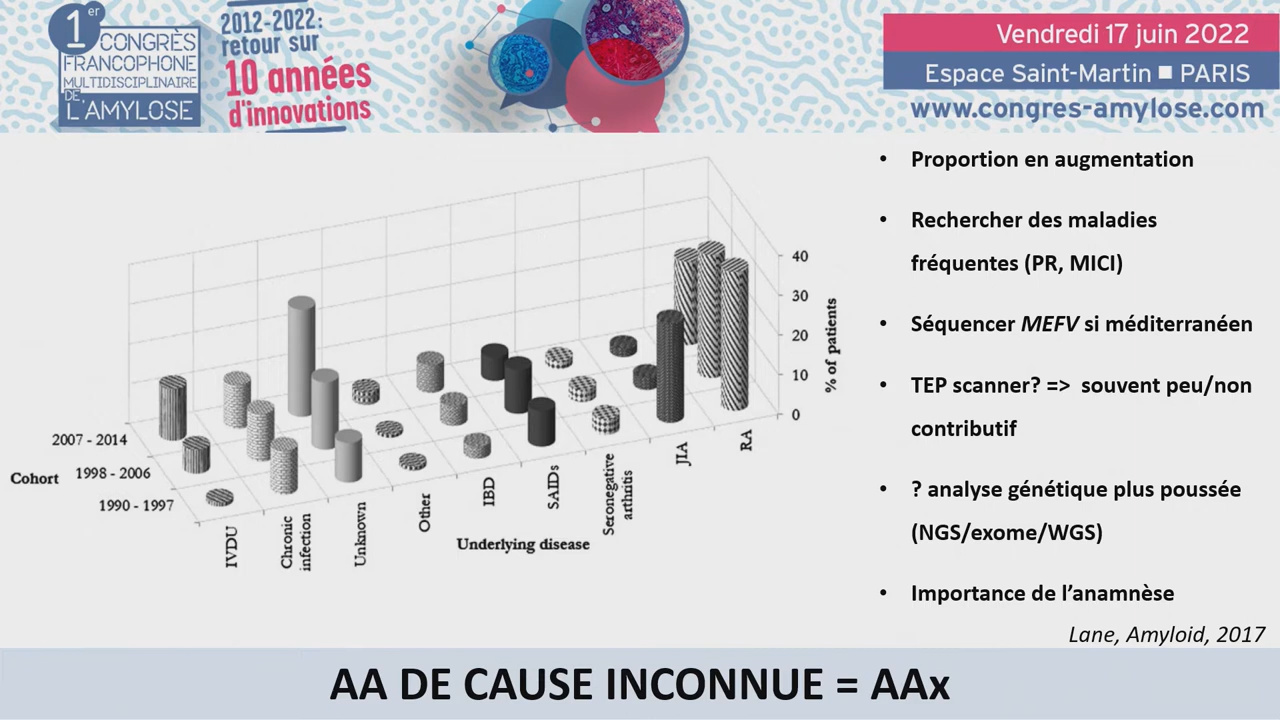 1er CONGRÈS
FRANCOPHONE
MULTIDISCIPLINAIRE
DE
L'AMYLOSE
2012-2022:
retour sur
10 années
d'innovations
Vendredi 17 juin 2022
Espace Saint-Martin ■ PARIS
www.congres-amylose.com
40
30
20
10
0
% of patients
2007 - 2014
1998 - 2006
1990 - 1997
Cohort
IVDU
Chronic
infection
Unknown
Other
IBD
SAIDs
Seronegative
arthritis
JIA
RA
Underlying disease
• Proportion en augmentation
• Rechercher des maladies
fréquentes (PR, MICI)
• Séquencer MEFV si méditerranéen
• TEP scanner? => souvent peu/non
contributif
• ? analyse génétique plus poussée
(NGS/exome/WGS)
• Importance de l’anamnèse
Lane, Amyloid, 2017
AA DE CAUSE INCONNUE = AAx